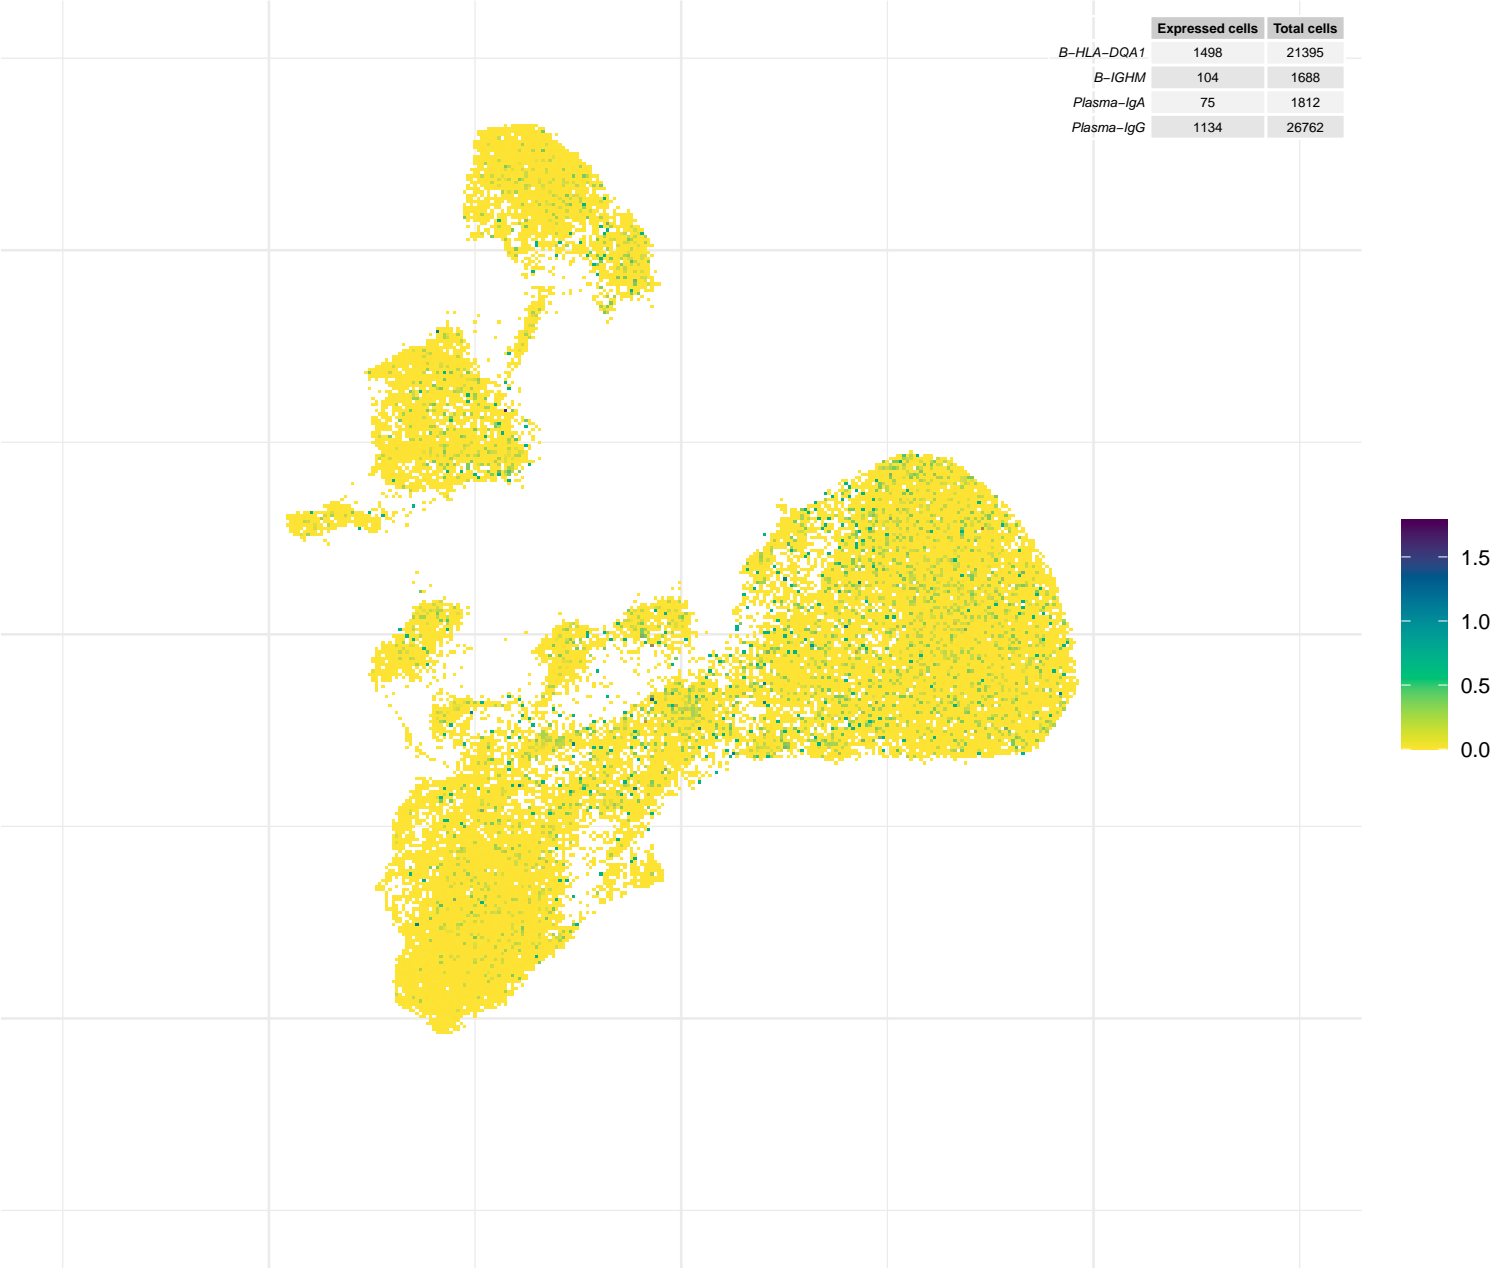 Expressed cells Total cells
B−HLA−DQA1 1498 21395
B−IGHM 104 1688
Plasma−IgA 75 1812
Plasma−IgG 1134 26762
1.5
1.0
0.5
0.0